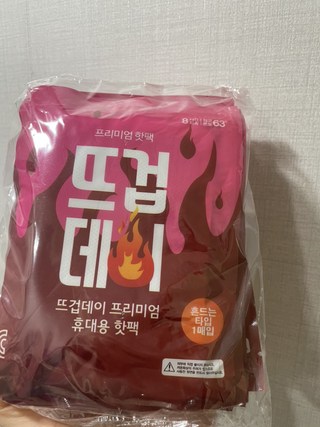 프리미엄 핫팩
63
뜨겁
데이
뜨겁데이 프리미엄
휴대용 핫팩
흔드는
타입
1매입